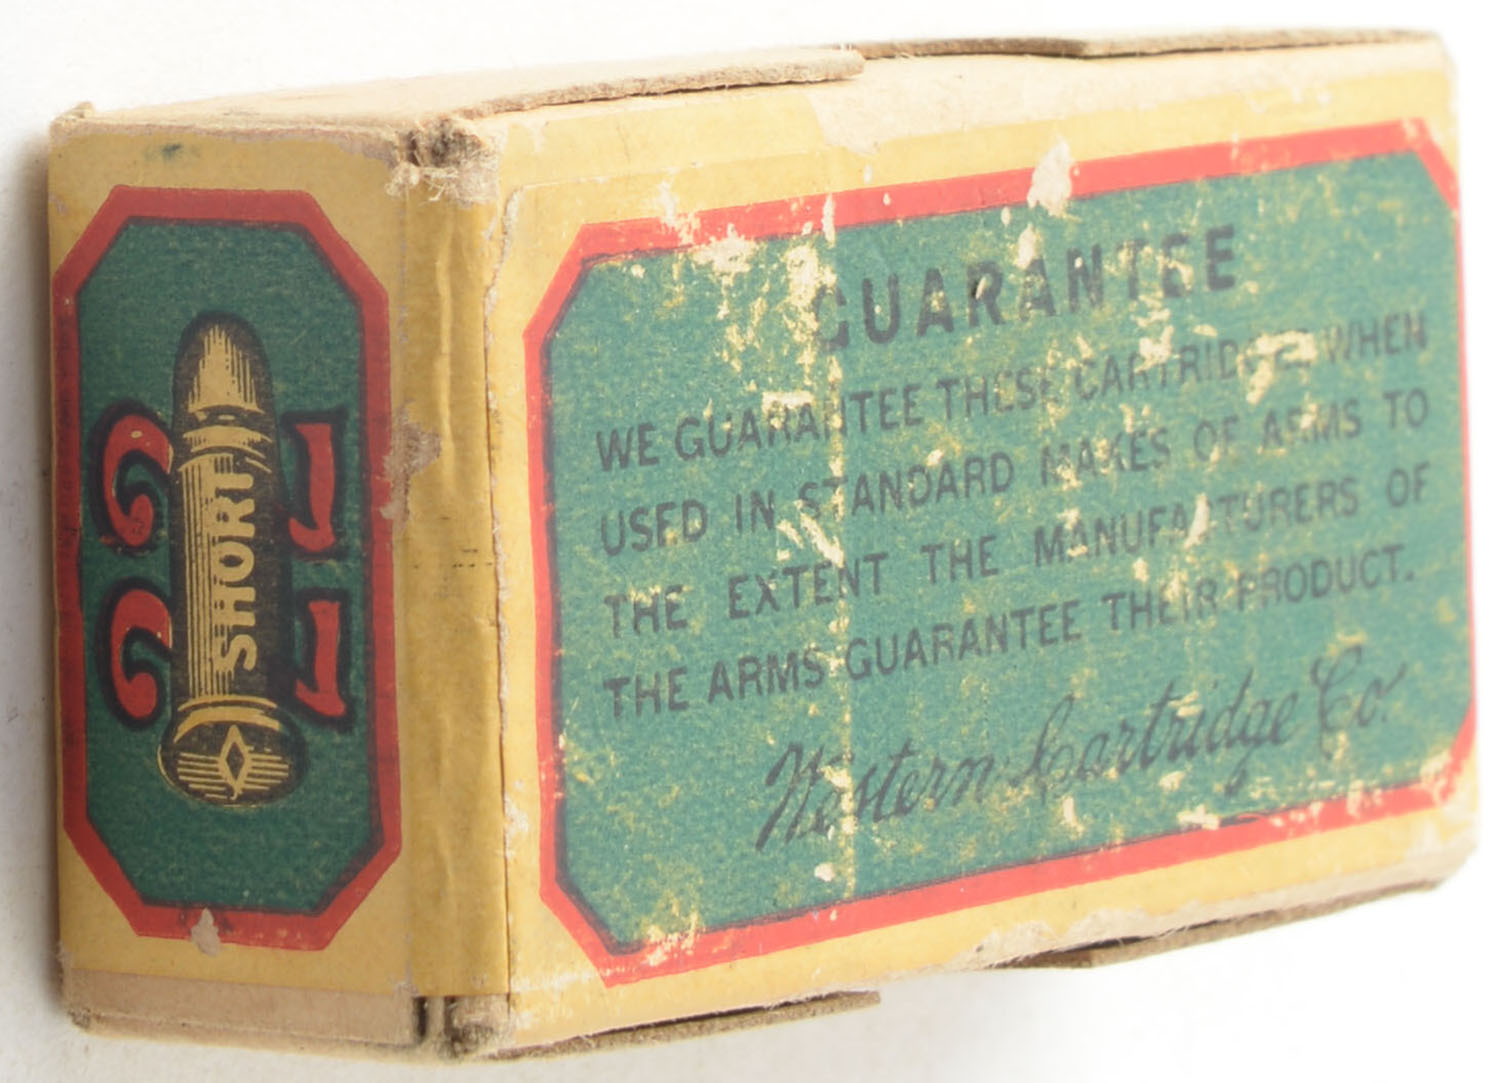 22
SHORT
GUARANTEE
WE GUARANTEE THESE CARTRIDGES WHEN
USED IN STANDARD MAKES OF ARMS TO
THE EXTENT THE MANUFACTURERS OF
THE ARMS GUARANTEE THEIR PRODUCT.
Western Cartridge Co.